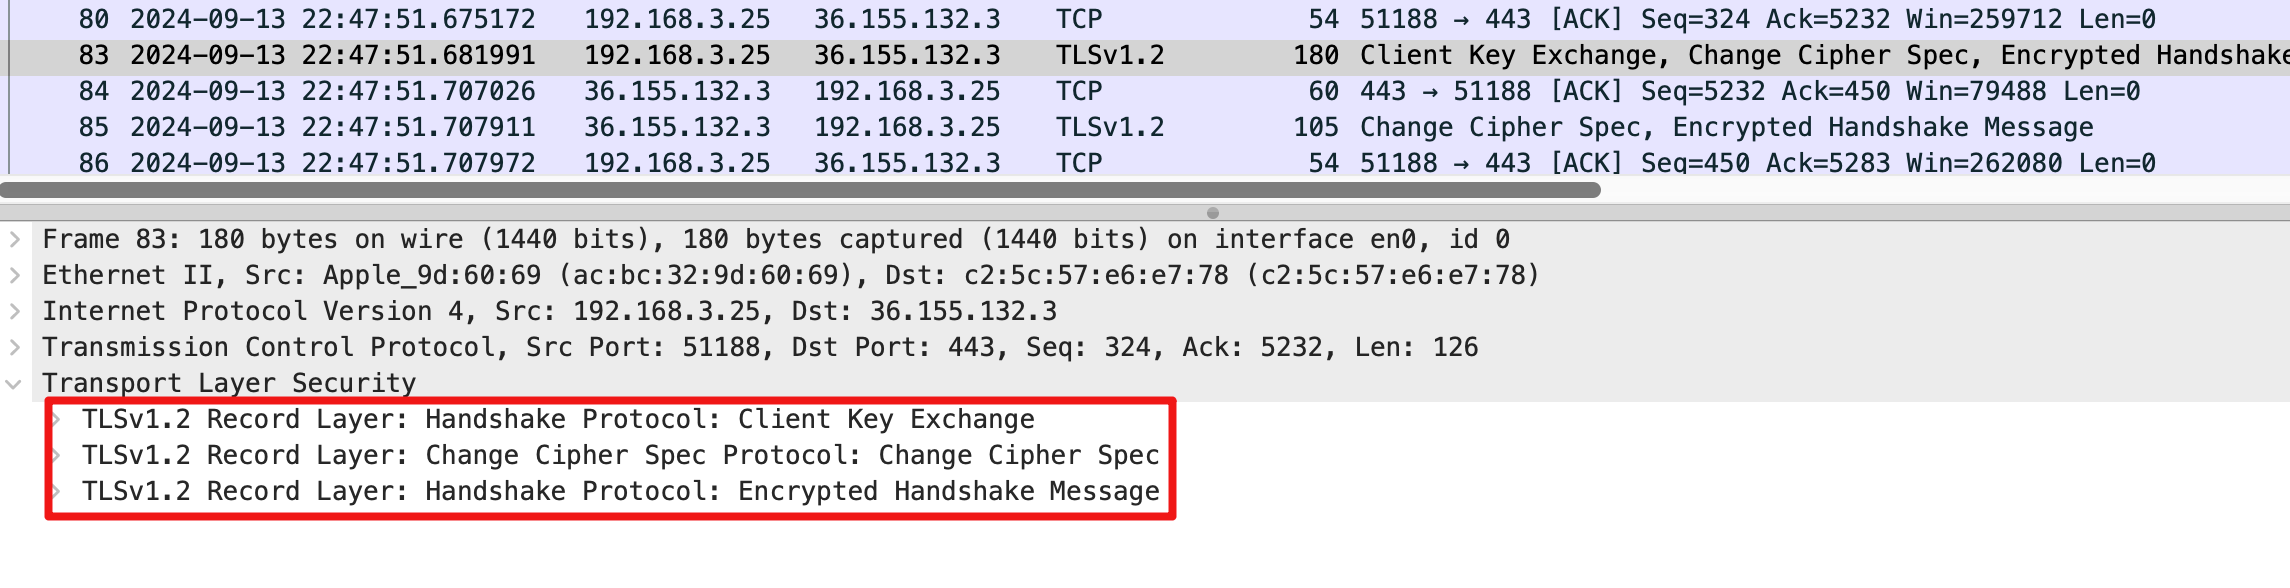 80 2024-09-13 22:47:51.675172 192.168.3.25 36.155.132.3 TCP 54 51188 → 443 [ACK] Seq=324 Ack=5232 Win=259712 Len=0
83 2024-09-13 22:47:51.681991 192.168.3.25 36.155.132.3 TLSv1.2 180 Client Key Exchange, Change Cipher Spec, Encrypted Handshake
84 2024-09-13 22:47:51.707026 36.155.132.3 192.168.3.25 TCP 60 443 → 51188 [ACK] Seq=5232 Ack=450 Win=79488 Len=0
85 2024-09-13 22:47:51.707911 36.155.132.3 192.168.3.25 TLSv1.2 105 Change Cipher Spec, Encrypted Handshake Message
86 2024-09-13 22:47:51.707972 192.168.3.25 36.155.132.3 TCP 54 51188 → 443 [ACK] Seq=450 Ack=5283 Win=262080 Len=0
Frame 83: 180 bytes on wire (1440 bits), 180 bytes captured (1440 bits) on interface en0, id 0
Ethernet II, Src: Apple_9d:60:69 (ac:bc:32:9d:60:69), Dst: c2:5c:57:e6:e7:78 (c2:5c:57:e6:e7:78)
Internet Protocol Version 4, Src: 192.168.3.25, Dst: 36.155.132.3
Transmission Control Protocol, Src Port: 51188, Dst Port: 443, Seq: 324, Ack: 5232, Len: 126
Transport Layer Security
TLSv1.2 Record Layer: Handshake Protocol: Client Key Exchange
TLSv1.2 Record Layer: Change Cipher Spec Protocol: Change Cipher Spec
TLSv1.2 Record Layer: Handshake Protocol: Encrypted Handshake Message